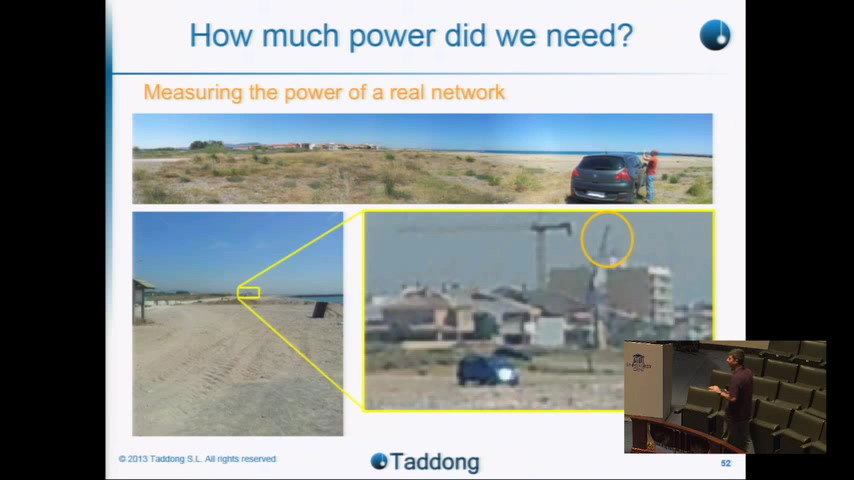 How much power did we need?
Measuring the power of a real network
© 2013 Taddong S.L. All rights reserved
Taddong
52